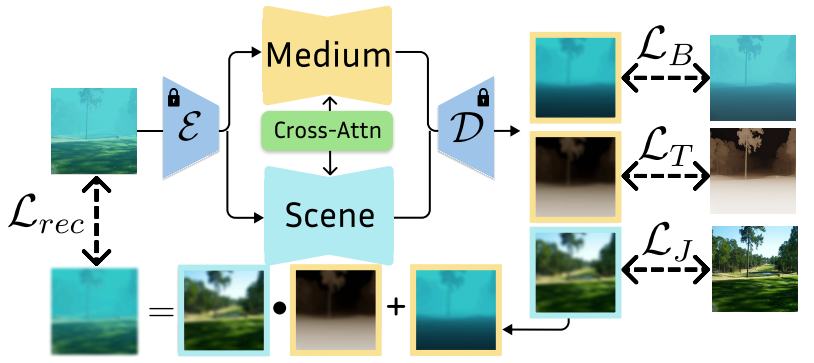 Medium
ℰ
Cross-Attn
𝒟
Scene
ℒ_B
ℒ_T
ℒ_J
ℒ_rec
= • +